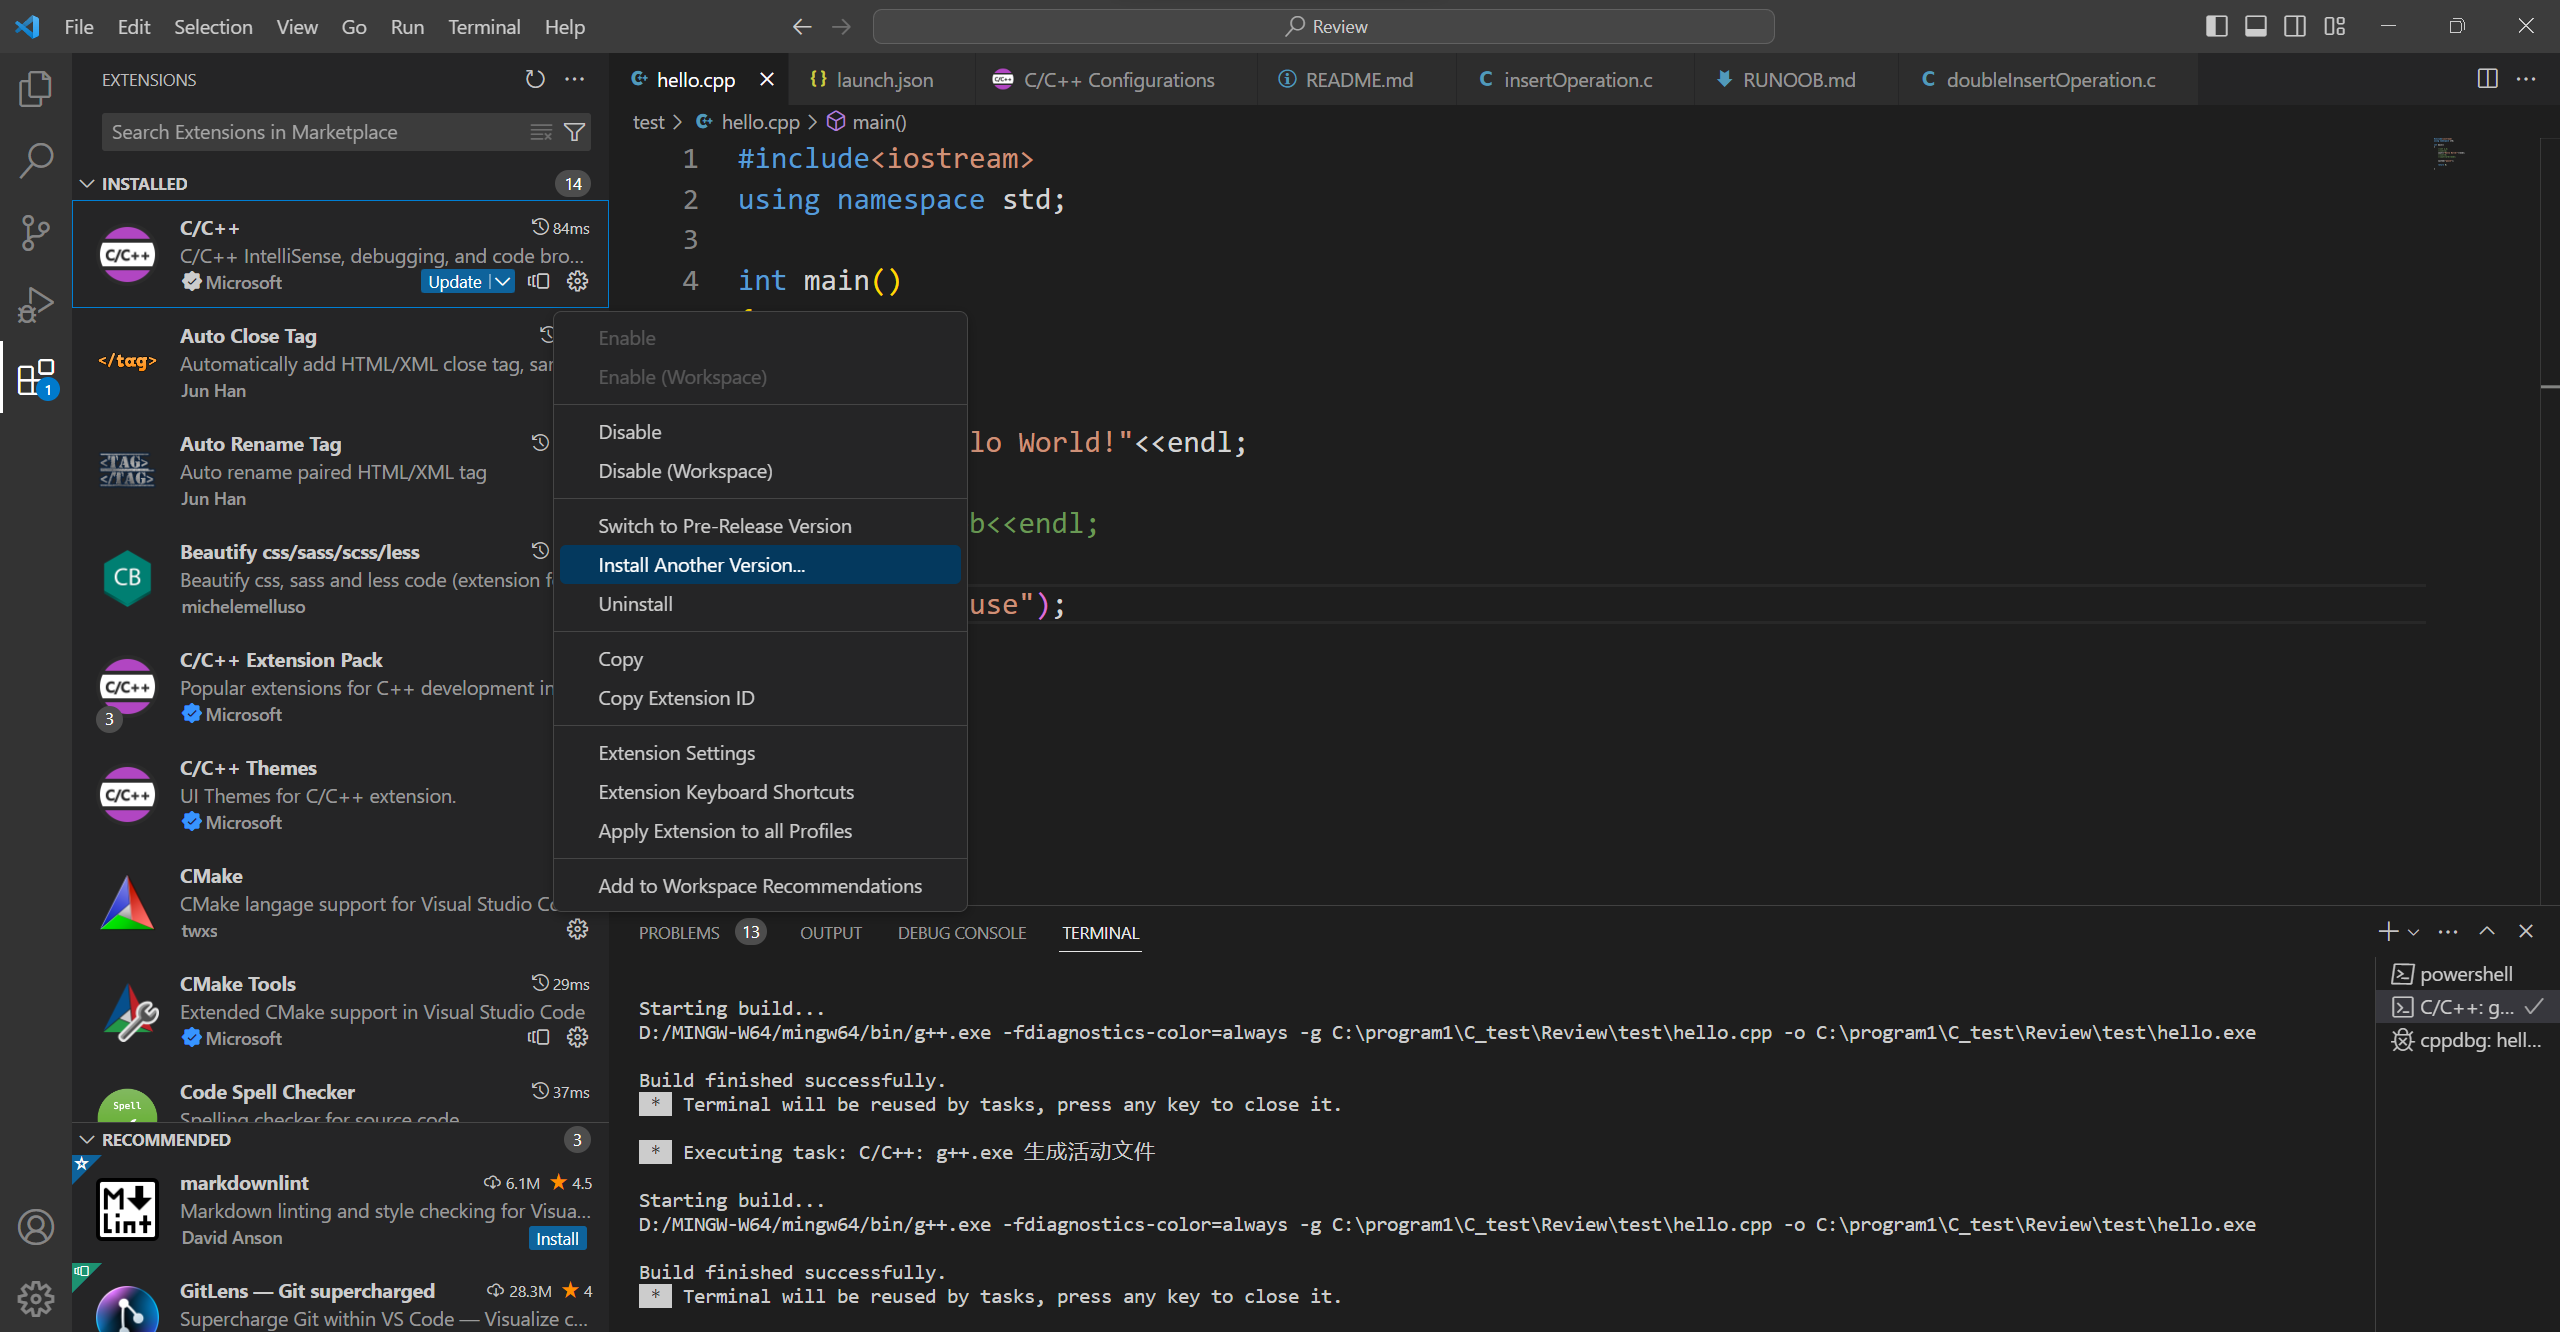 File Edit Selection View Go Run Terminal Help
Review
EXTENSIONS
Search Extensions in Marketplace
INSTALLED 14
C/C++ 84ms
C/C++ IntelliSense, debugging, and code bro...
Microsoft Update
Auto Close Tag
Automatically add HTML/XML close tag, sar
Jun Han
Auto Rename Tag
Auto rename paired HTML/XML tag
Jun Han
Beautify css/sass/scss/less
Beautify css, sass and less code (extension f
michelemelluso
C/C++ Extension Pack
Popular extensions for C++ development in
3
Microsoft
C/C++ Themes
UI Themes for C/C++ extension.
Microsoft
CMake
CMake langage support for Visual Studio Co
twxs
CMake Tools 29ms
Extended CMake support in Visual Studio Code
Microsoft
Code Spell Checker 37ms
Spelling checker for source code
RECOMMENDED 3
markdownlint 6.1M 4.5
Markdown linting and style checking for Visua...
David Anson Install
GitLens — Git supercharged 28.3M 4
Supercharge Git within VS Code — Visualize c...
1
C/C++
</tag>
<TAG>
</TAG>
CB
C/C++
C/C++
Spell
M
Lint
Enable
Enable (Workspace)
Disable
Disable (Workspace)
Switch to Pre-Release Version
Install Another Version...
Uninstall
Copy
Copy Extension ID
Extension Settings
Extension Keyboard Shortcuts
Apply Extension to all Profiles
Add to Workspace Recommendations
hello.cpp launch.json C/C++ Configurations README.md insertOperation.c RUNOOB.md doubleInsertOperation.c
test > hello.cpp > main()
1 #include<iostream>
2 using namespace std;
3
4 int main()
lo World!"<<endl;
b<<endl;
use");
PROBLEMS 13 OUTPUT DEBUG CONSOLE TERMINAL
Starting build...
D:/MINGW-W64/mingw64/bin/g++.exe -fdiagnostics-color=always -g C:\program1\C_test\Review\test\hello.cpp -o C:\program1\C_test\Review\test\hello.exe
Build finished successfully.
* Terminal will be reused by tasks, press any key to close it.
* Executing task: C/C++: g++.exe 生成活动文件
Starting build...
D:/MINGW-W64/mingw64/bin/g++.exe -fdiagnostics-color=always -g C:\program1\C_test\Review\test\hello.cpp -o C:\program1\C_test\Review\test\hello.exe
Build finished successfully.
* Terminal will be reused by tasks, press any key to close it.
powershell
C/C++: g...
cppdbg: hell...